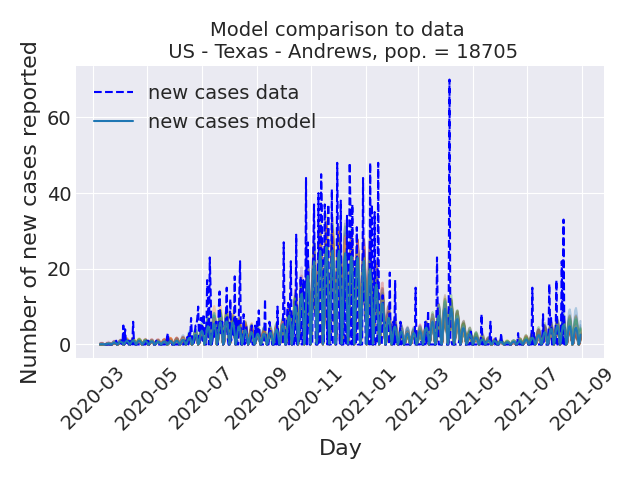 Model comparison to data
US - Texas - Andrews, pop. = 18705
Number of new cases reported
new cases data
new cases model
60
40
20
0
2020-03
2020-05
2020-07
2020-09
2020-11
2021-01
2021-03
2021-05
2021-07
2021-09
Day